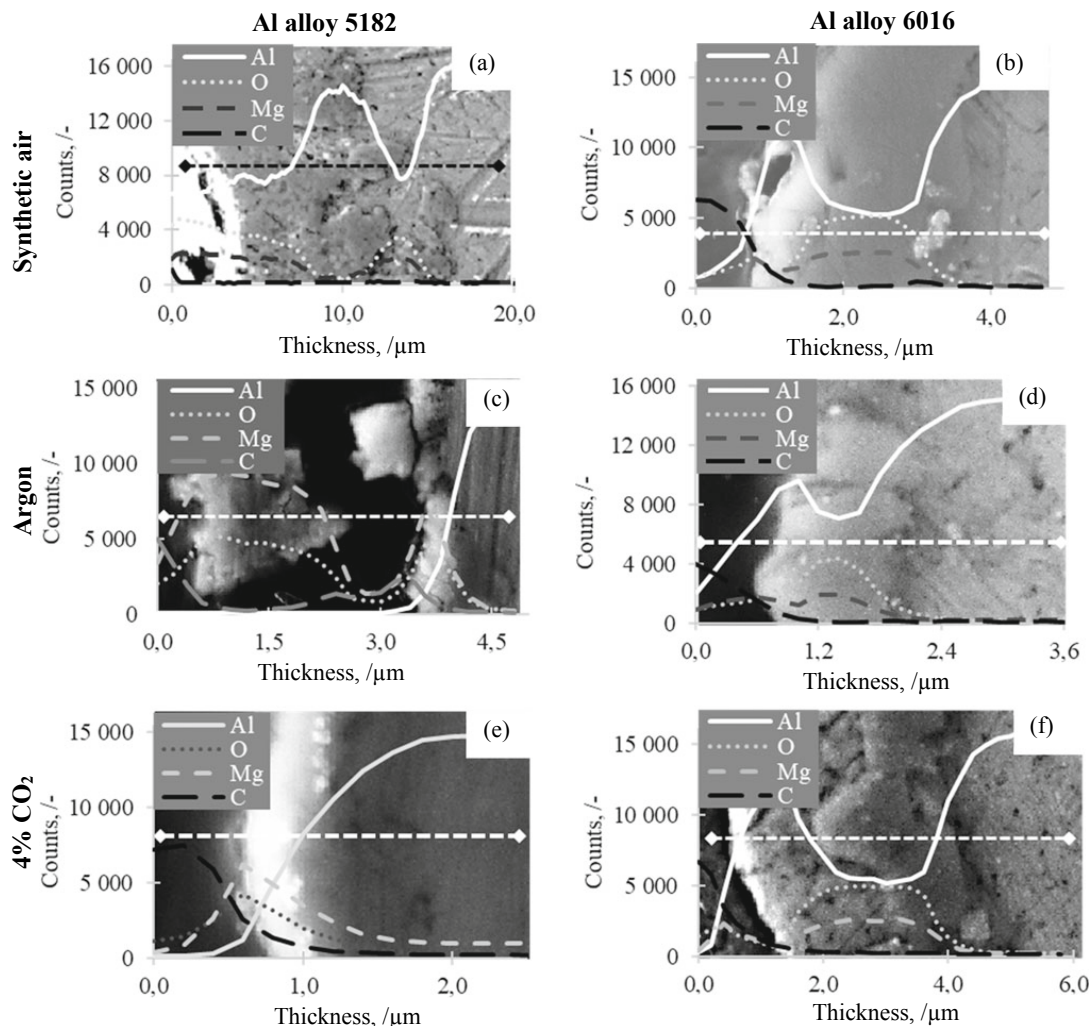 Al alloy 5182
Al alloy 6016
Synthetic air
Argon
4% CO₂
(a)
Al
O
Mg
C
16 000
12 000
8 000
4 000
0
Counts, /-
0,0
10,0
20,0
Thickness, /µm
(b)
Al
O
Mg
C
15 000
10 000
5 000
0
Counts, /-
0,0
2,0
4,0
Thickness, /µm
(c)
Al
O
Mg
C
15 000
10 000
5 000
0
Counts, /-
0,0
1,5
3,0
4,5
Thickness, /µm
(d)
Al
O
Mg
C
16 000
12 000
8 000
4 000
0
Counts, /-
0,0
1,2
2,4
3,6
Thickness, /µm
(e)
Al
O
Mg
C
15 000
10 000
5 000
0
Counts, /-
0,0
1,0
2,0
Thickness, /µm
(f)
Al
O
Mg
C
15 000
10 000
5 000
0
Counts, /-
0,0
2,0
4,0
6,0
Thickness, /µm